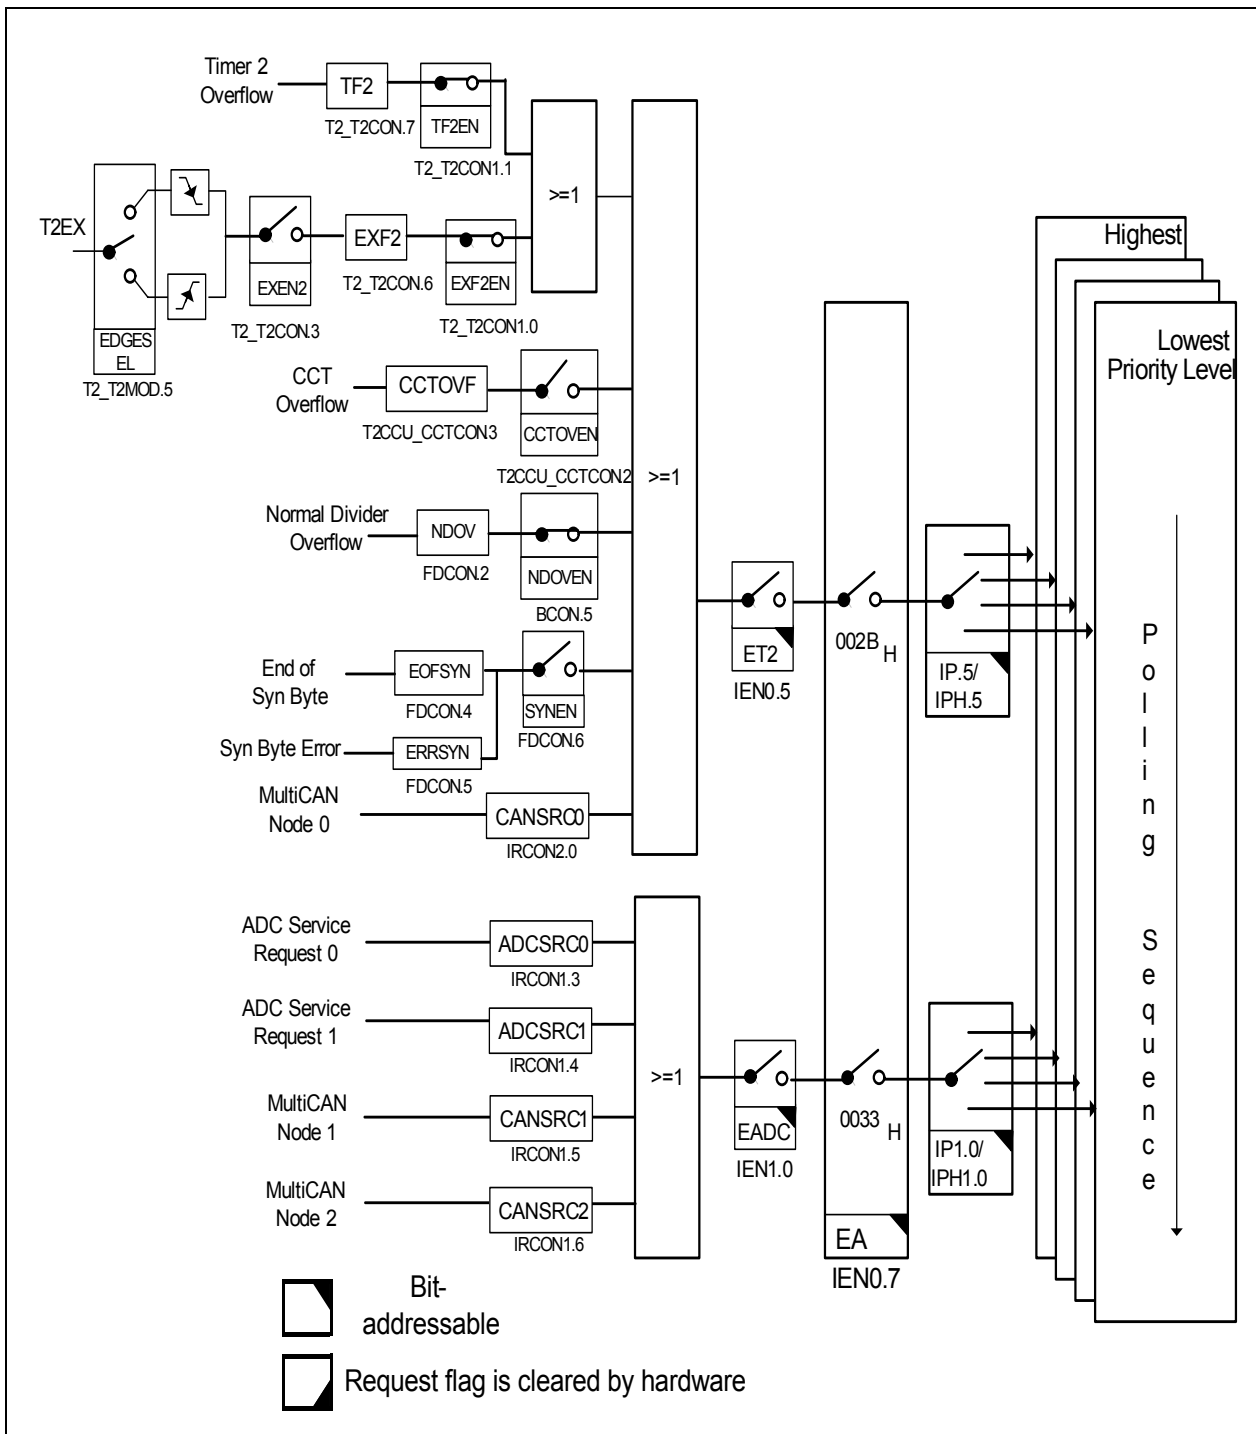 Timer 2
Overflow
TF2
T2_T2CON.7
TF2EN
T2_T2CON1.1
>=1
T2EX
EDGES
EL
T2_T2MOD.5
EXEN2
T2_T2CON.3
EXF2
T2_T2CON.6
EXF2EN
T2_T2CON1.0
CCT
Overflow
CCTOVF
T2CCU_CCTCON.3
CCTOVEN
T2CCU_CCTCON.2
>=1
Normal Divider
Overflow
NDOV
FDCON.2
NDOVEN
BCON.5
End of
Syn Byte
EOFSYN
FDCON.4
SYNEN
FDCON.6
Syn Byte Error
ERRSYN
FDCON.5
MultiCAN
Node 0
CANSRC0
IRCON2.0
ET2
IEN0.5
002B H
IP.5/
IPH.5
Highest
Lowest
Priority Level
Polling Sequence
ADC Service
Request 0
ADCSRC0
IRCON1.3
ADC Service
Request 1
ADCSRC1
IRCON1.4
>=1
MultiCAN
Node 1
CANSRC1
IRCON1.5
MultiCAN
Node 2
CANSRC2
IRCON1.6
EADC
IEN1.0
0033 H
IP1.0/
IPH1.0
EA
IEN0.7
Bit-
addressable
Request flag is cleared by hardware